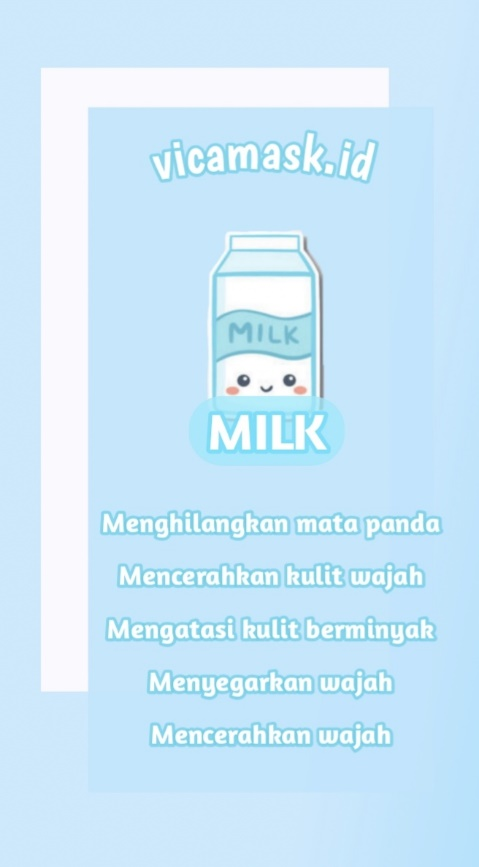 vicamask.id
MILK
MILK
Menghilangkan mata panda
Mencerahkan kulit wajah
Mengatasi kulit berminyak
Menyegarkan wajah
Mencerahkan wajah